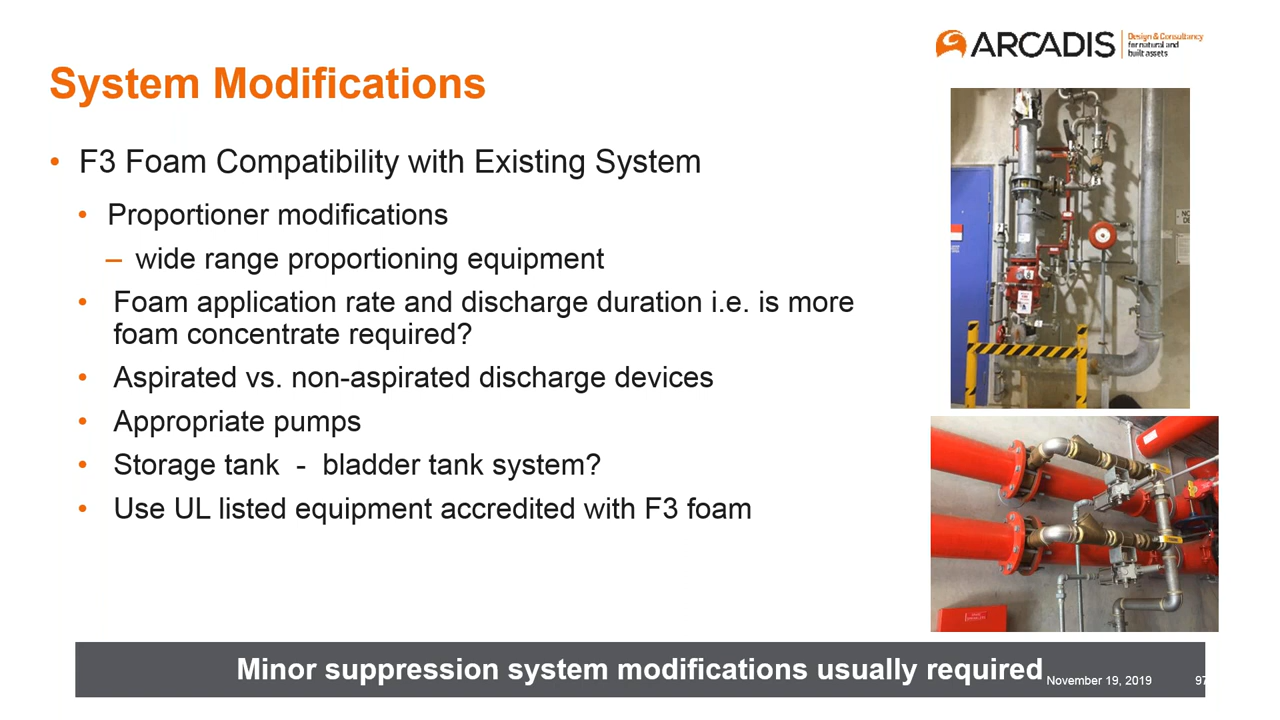 ARCADIS
Design & Consultancy
for natural and
built assets
System Modifications
• F3 Foam Compatibility with Existing System
• Proportioner modifications
– wide range proportioning equipment
• Foam application rate and discharge duration i.e. is more
foam concentrate required?
• Aspirated vs. non-aspirated discharge devices
• Appropriate pumps
• Storage tank - bladder tank system?
• Use UL listed equipment accredited with F3 foam
Minor suppression system modifications usually required
November 19, 2019
97